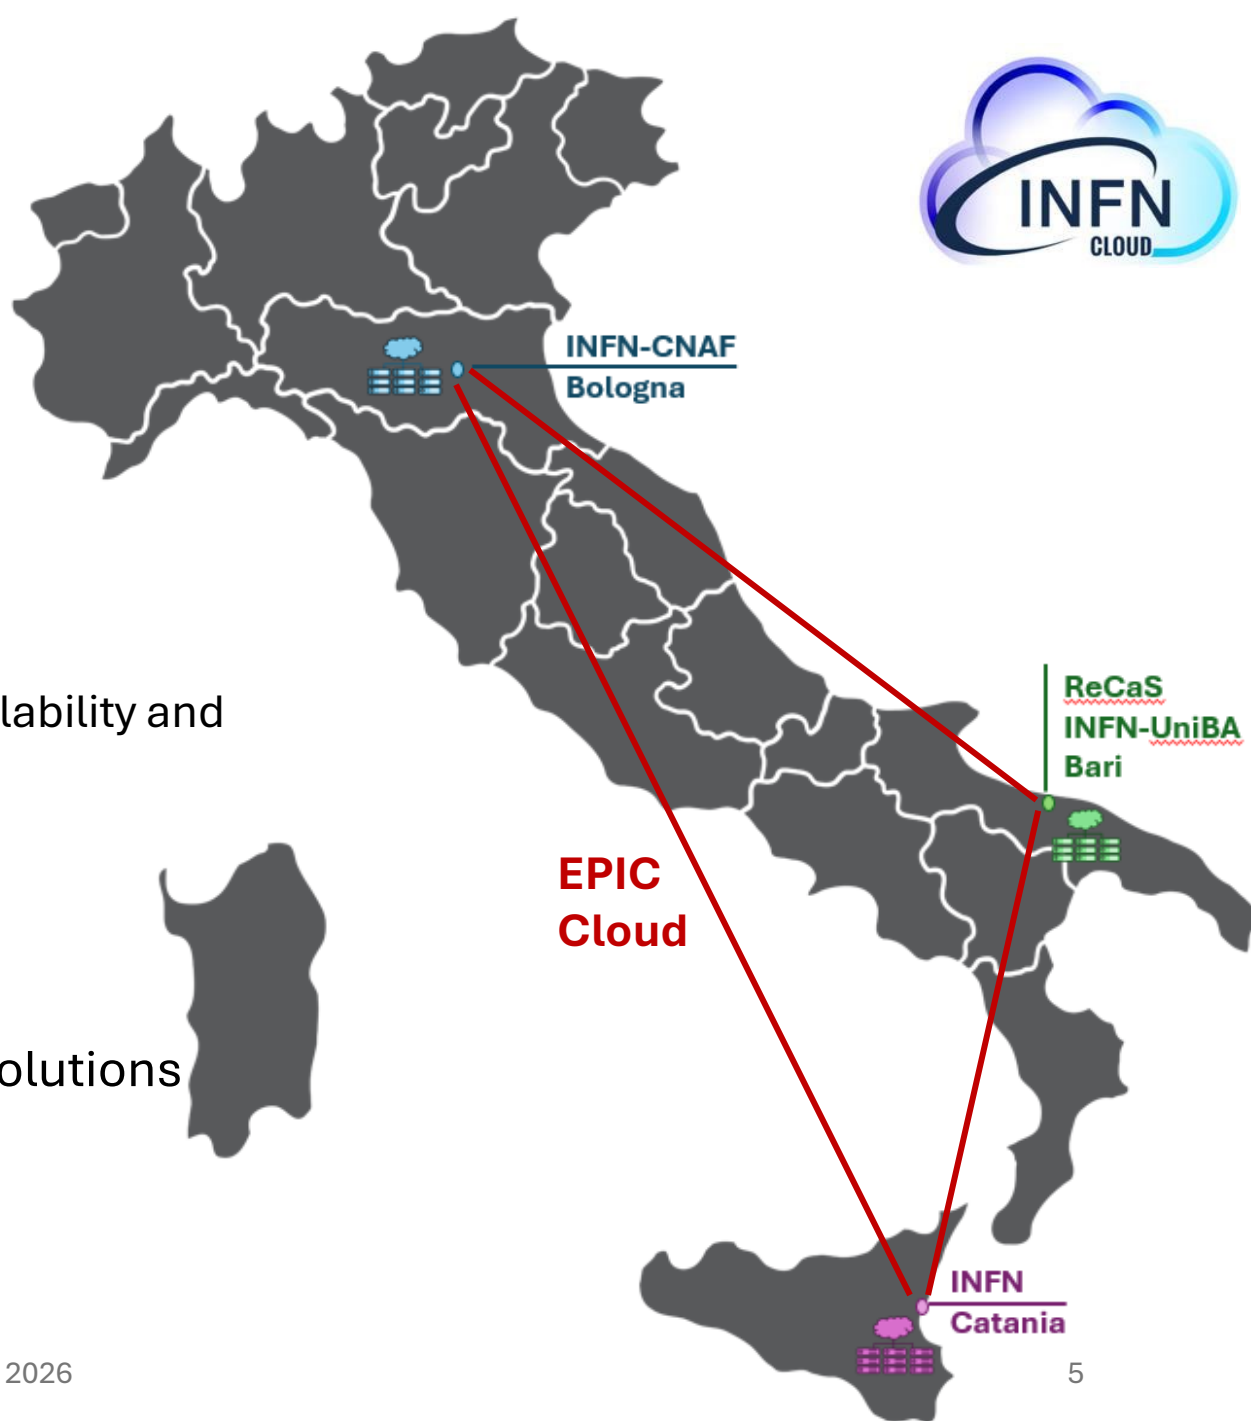 INFN
CLOUD
INFN-CNAF
Bologna
ReCaS
INFN-UniBA
Bari
lability and
EPIC
Cloud
olutions
INFN
Catania
2026
5